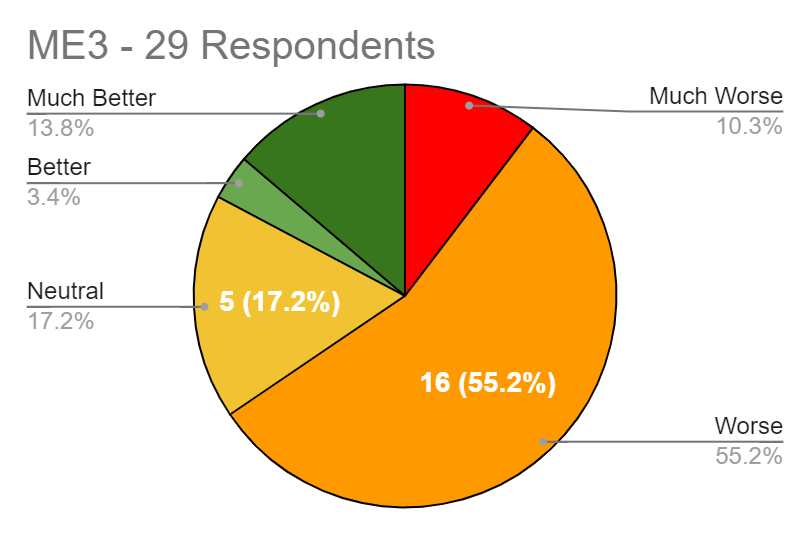 ME3 - 29 Respondents
Much Better
13.8%
Better
3.4%
Neutral
17.2%
5 (17.2%)
16 (55.2%)
Much Worse
10.3%
Worse
55.2%